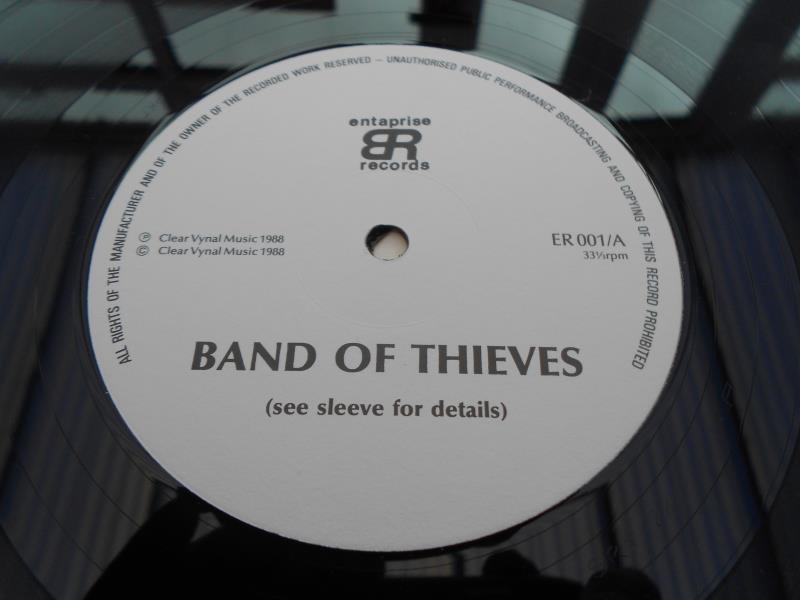 ALL RIGHTS OF THE MANUFACTURER AND OF THE OWNER OF THE RECORDED WORK RESERVED – UNAUTHORISED PUBLIC PERFORMANCE BROADCASTING AND COPYING OF THIS RECORD PROHIBITED
entaprise
ER
records
℗ Clear Vynal Music 1988
© Clear Vynal Music 1988
ER 001/A
33⅓rpm
BAND OF THIEVES
(see sleeve for details)